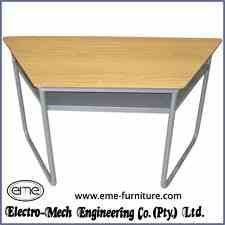 eme
www.eme-furniture.com
Electro-Mech Engineering Co. (Pty.) Ltd.